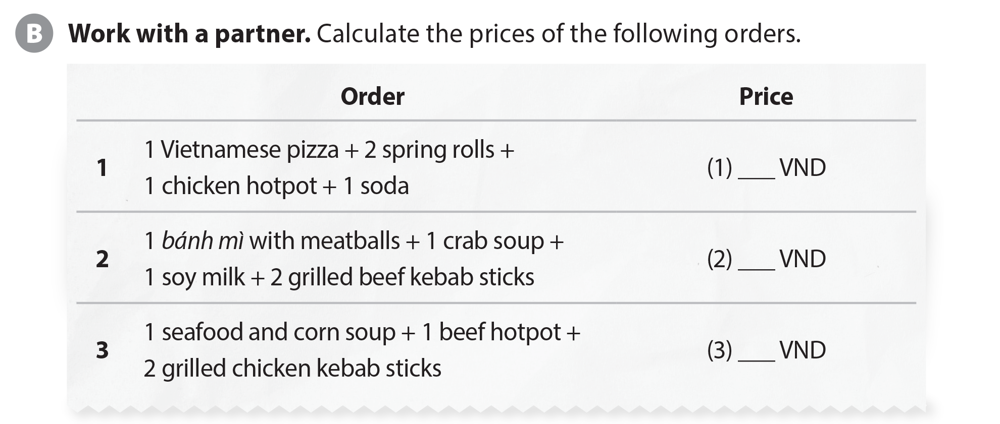 B Work with a partner. Calculate the prices of the following orders.
Order Price
1 1 Vietnamese pizza + 2 spring rolls +
1 chicken hotpot + 1 soda
(1) ___ VND
2 1 bánh mì with meatballs + 1 crab soup +
1 soy milk + 2 grilled beef kebab sticks
(2) ___ VND
3 1 seafood and corn soup + 1 beef hotpot +
2 grilled chicken kebab sticks
(3) ___ VND